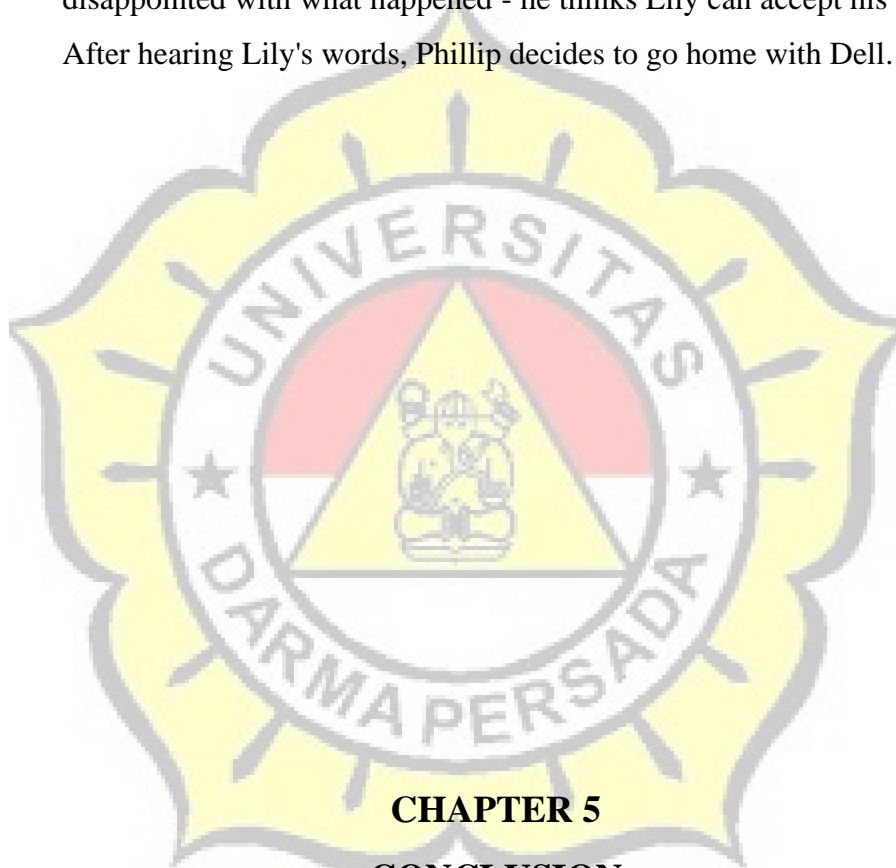 disappointed with what happened - he thinks Lily can accept his
After hearing Lily's words, Phillip decides to go home with Dell.
UNIVERSITAS
DARMA PERSADA
CHAPTER 5
CONCLUSION